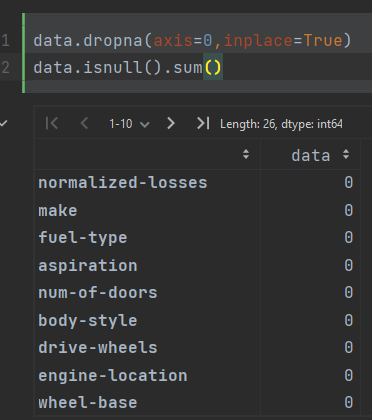 1 data.dropna(axis=0,inplace=True)
2 data.isnull().sum()
1-10 Length: 26, dtype: int64
data
normalized-losses 0
make 0
fuel-type 0
aspiration 0
num-of-doors 0
body-style 0
drive-wheels 0
engine-location 0
wheel-base 0